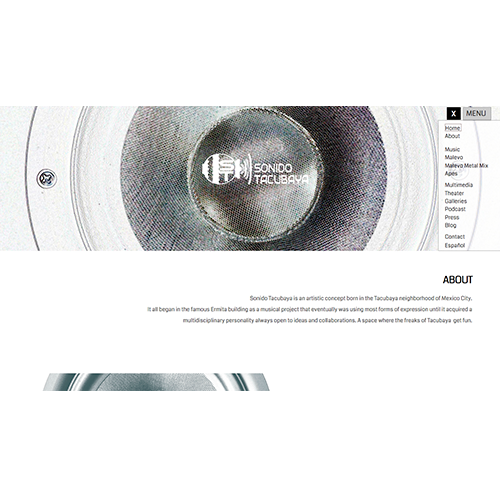 X MENU
Home
About
Music
Malevo
Malevo Metal Mix
Apes
Multimedia
Theater
Galleries
Podcast
Press
Blog
Contact
Español
SONIDO
TACUBAYA
ABOUT
Sonido Tacubaya is an artistic concept born in the Tacubaya neighborhood of Mexico City.
It all began in the famous Ermita building as a musical project that eventually was using most forms of expression until it acquired a
multidisciplinary personality always open to ideas and collaborations. A space where the freaks of Tacubaya get fun.